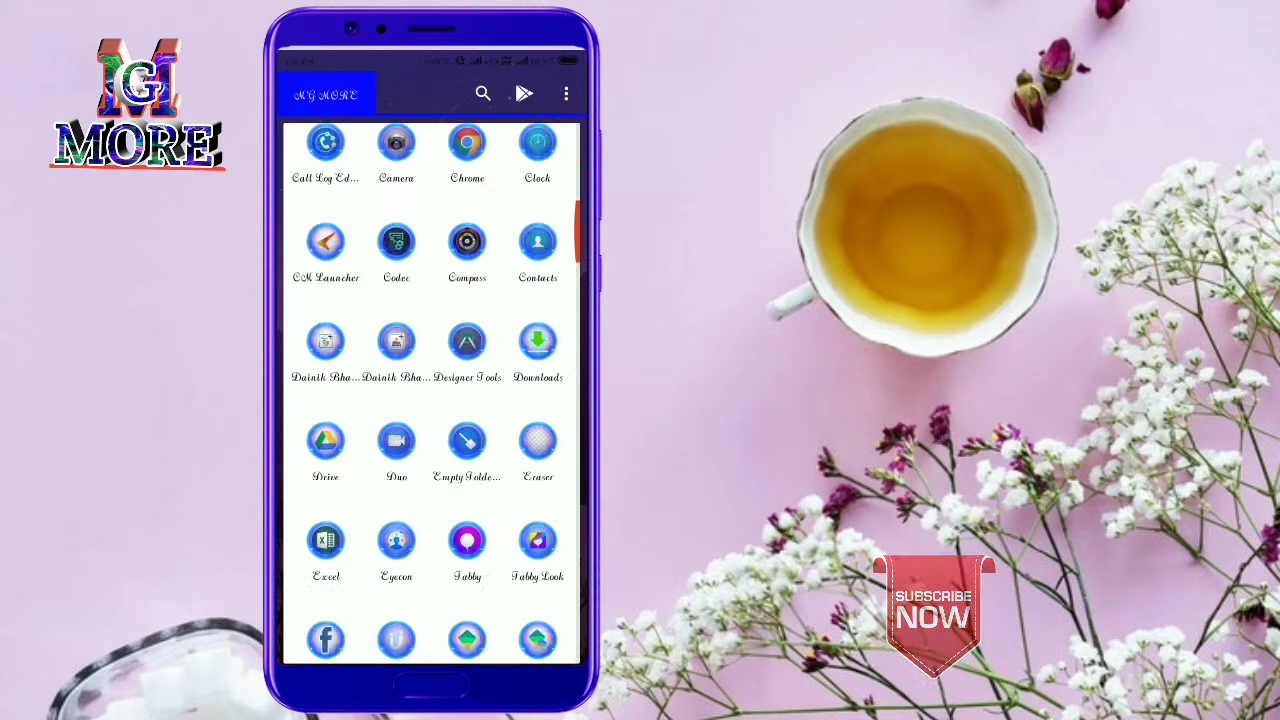 MG
MORE
MG MORE
Call Log Ed... Camera Chrome Clock
CM Launcher Codec Compass Contacts
Dainik Bha... Dainik Bha... Designer Tools Downloads
Drive Duo Empty Folde... Eraser
Excel Eyecon Fabby Fabby Look
SUBSCRIBE
NOW